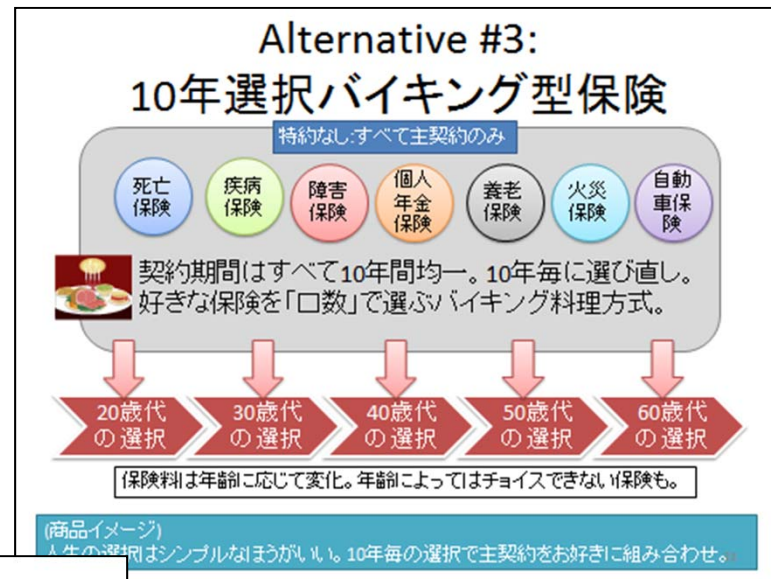 Alternative #3:
10年選択バイキング型保険
特約なし:すべて主契約のみ
死亡
保険
疾病
保険
障害
保険
個人
年金
保険
養老
保険
火災
保険
自動
車保
険
契約期間はすべて10年間均一。10年毎に選び直し。
好きな保険を「口数」で選ぶバイキング料理方式。
20歳代
の選択
30歳代
の選択
40歳代
の選択
50歳代
の選択
60歳代
の選択
保険料は年齢に応じて変化。年齢によってはチョイスできない保険も。
(商品イメージ)
人生の選択はシンプルなほうがいい。10年毎の選択で主契約をお好きに組み合わせ。